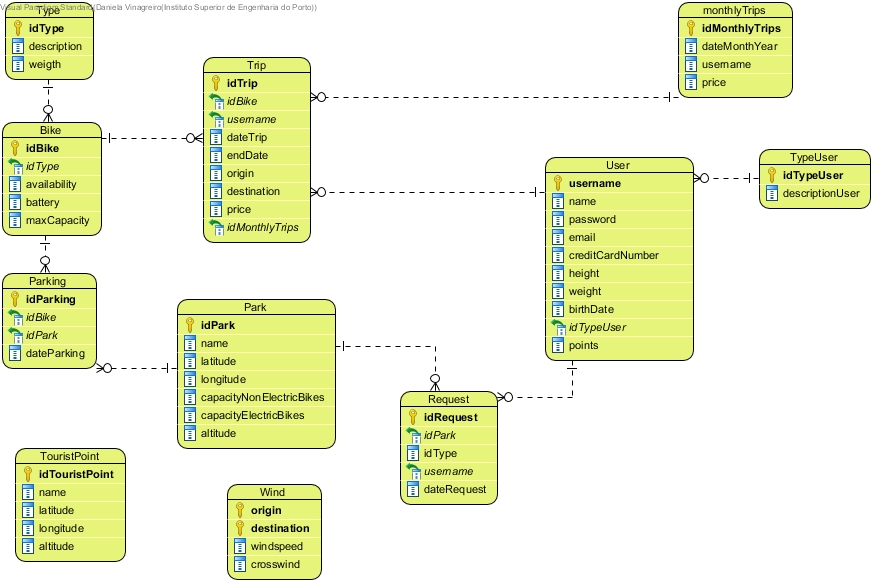 Visual Paradigm Standard(Daniela Vinagreiro(Instituto Superior de Engenharia do Porto))
Type
idType
description
weigth
Bike
idBike
idType
availability
battery
maxCapacity
Parking
idParking
idBike
idPark
dateParking
TouristPoint
idTouristPoint
name
latitude
longitude
altitude
Trip
idTrip
idBike
username
dateTrip
endDate
origin
destination
price
idMonthlyTrips
Park
idPark
name
latitude
longitude
capacityNonElectricBikes
capacityElectricBikes
altitude
Wind
origin
destination
windspeed
crosswind
Request
idRequest
idPark
idType
username
dateRequest
User
username
name
password
email
creditCardNumber
height
weight
birthDate
idTypeUser
points
monthlyTrips
idMonthlyTrips
dateMonthYear
username
price
TypeUser
idTypeUser
descriptionUser